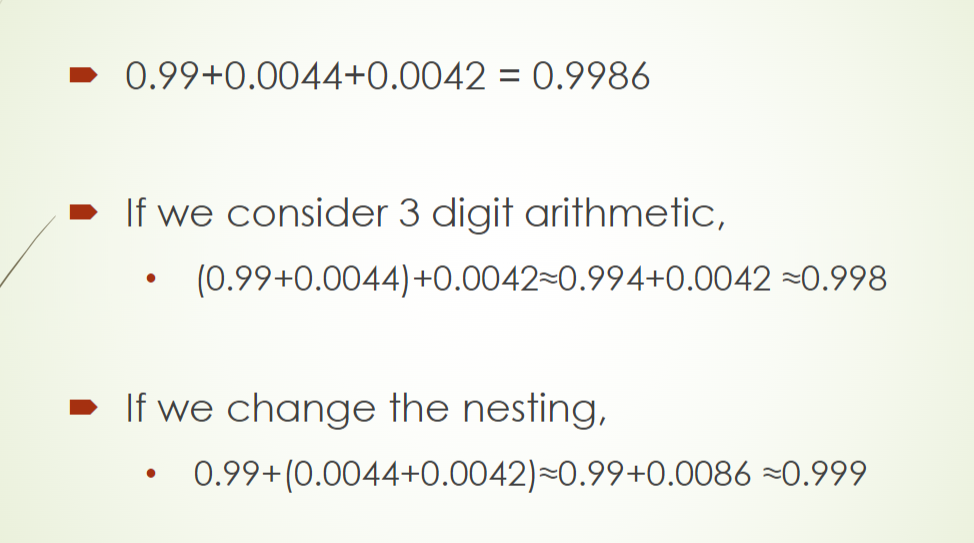 0.99+0.0044+0.0042 = 0.9986
If we consider 3 digit arithmetic,
• (0.99+0.0044)+0.0042≈0.994+0.0042 ≈0.998
If we change the nesting,
• 0.99+(0.0044+0.0042)≈0.99+0.0086 ≈0.999